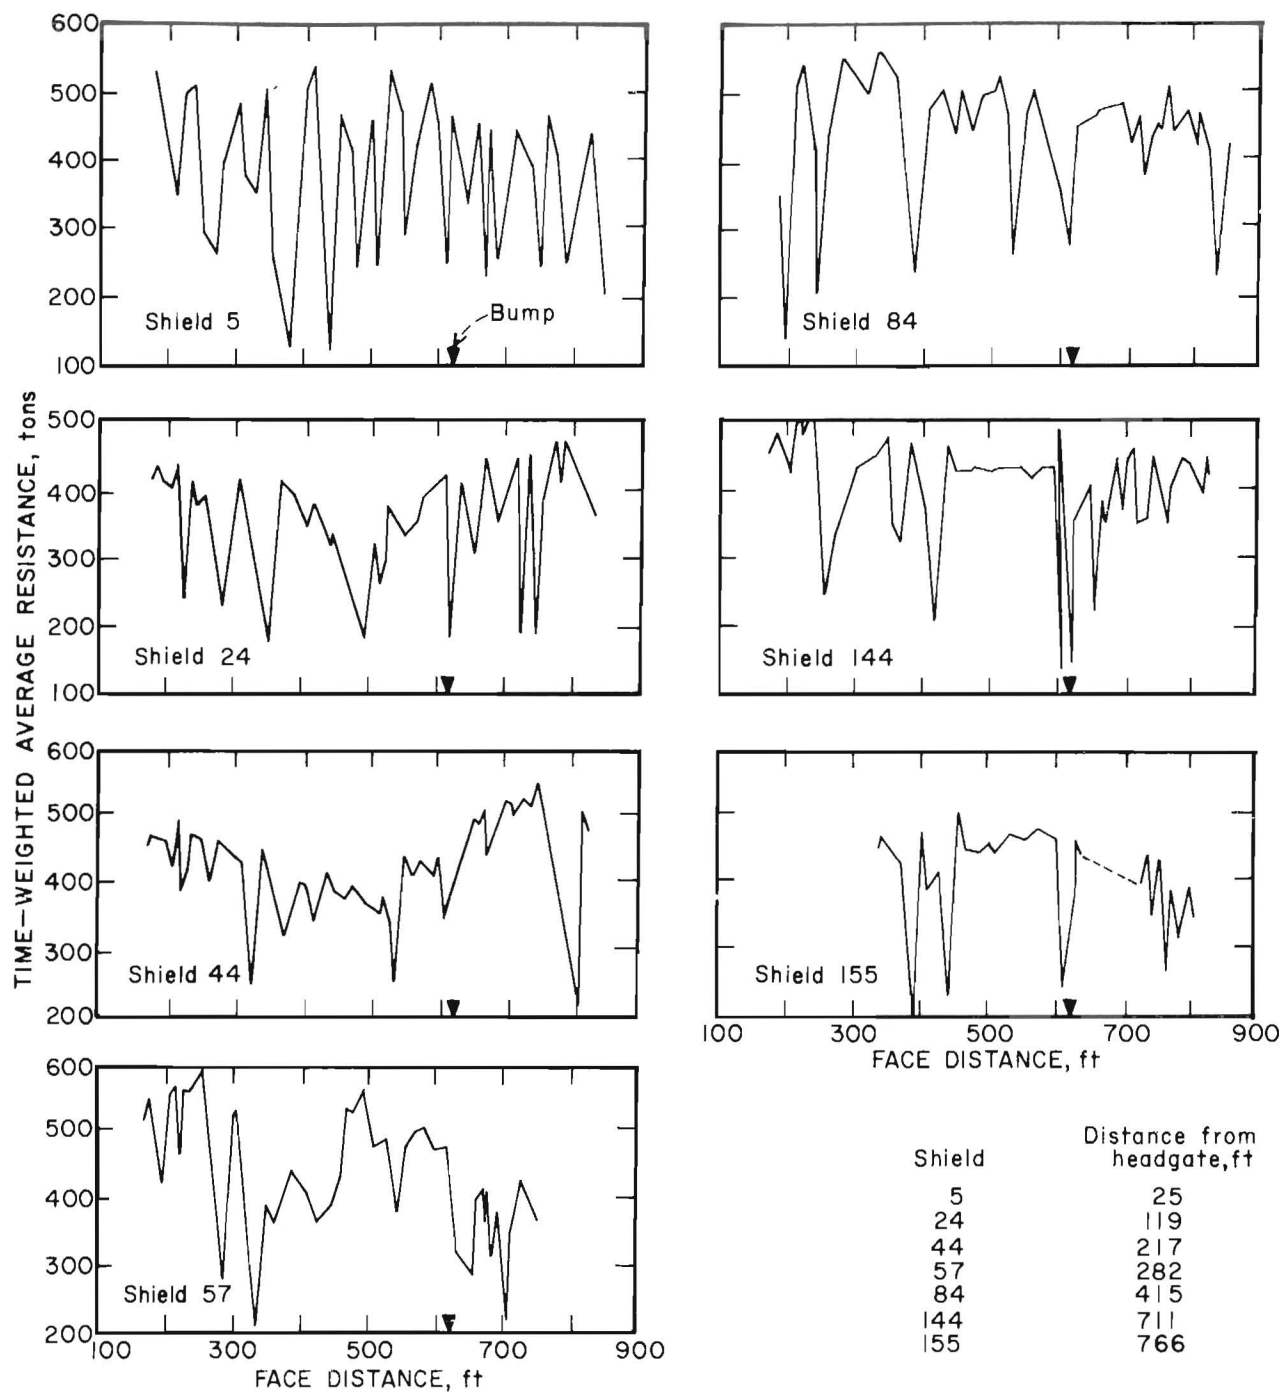 TIME-WEIGHTED AVERAGE RESISTANCE, tons
600
500
400
300
200
100
Shield 5
Bump
Shield 84
500
400
300
200
100
Shield 24
Shield 144
600
500
400
300
200
Shield 44
Shield 155
100
300
500
700
900
FACE DISTANCE, ft
600
500
400
300
200
Shield 57
100
300
500
700
900
FACE DISTANCE, ft
Shield
Distance from
headgate, ft
5 25
24 119
44 217
57 282
84 415
144 711
155 766